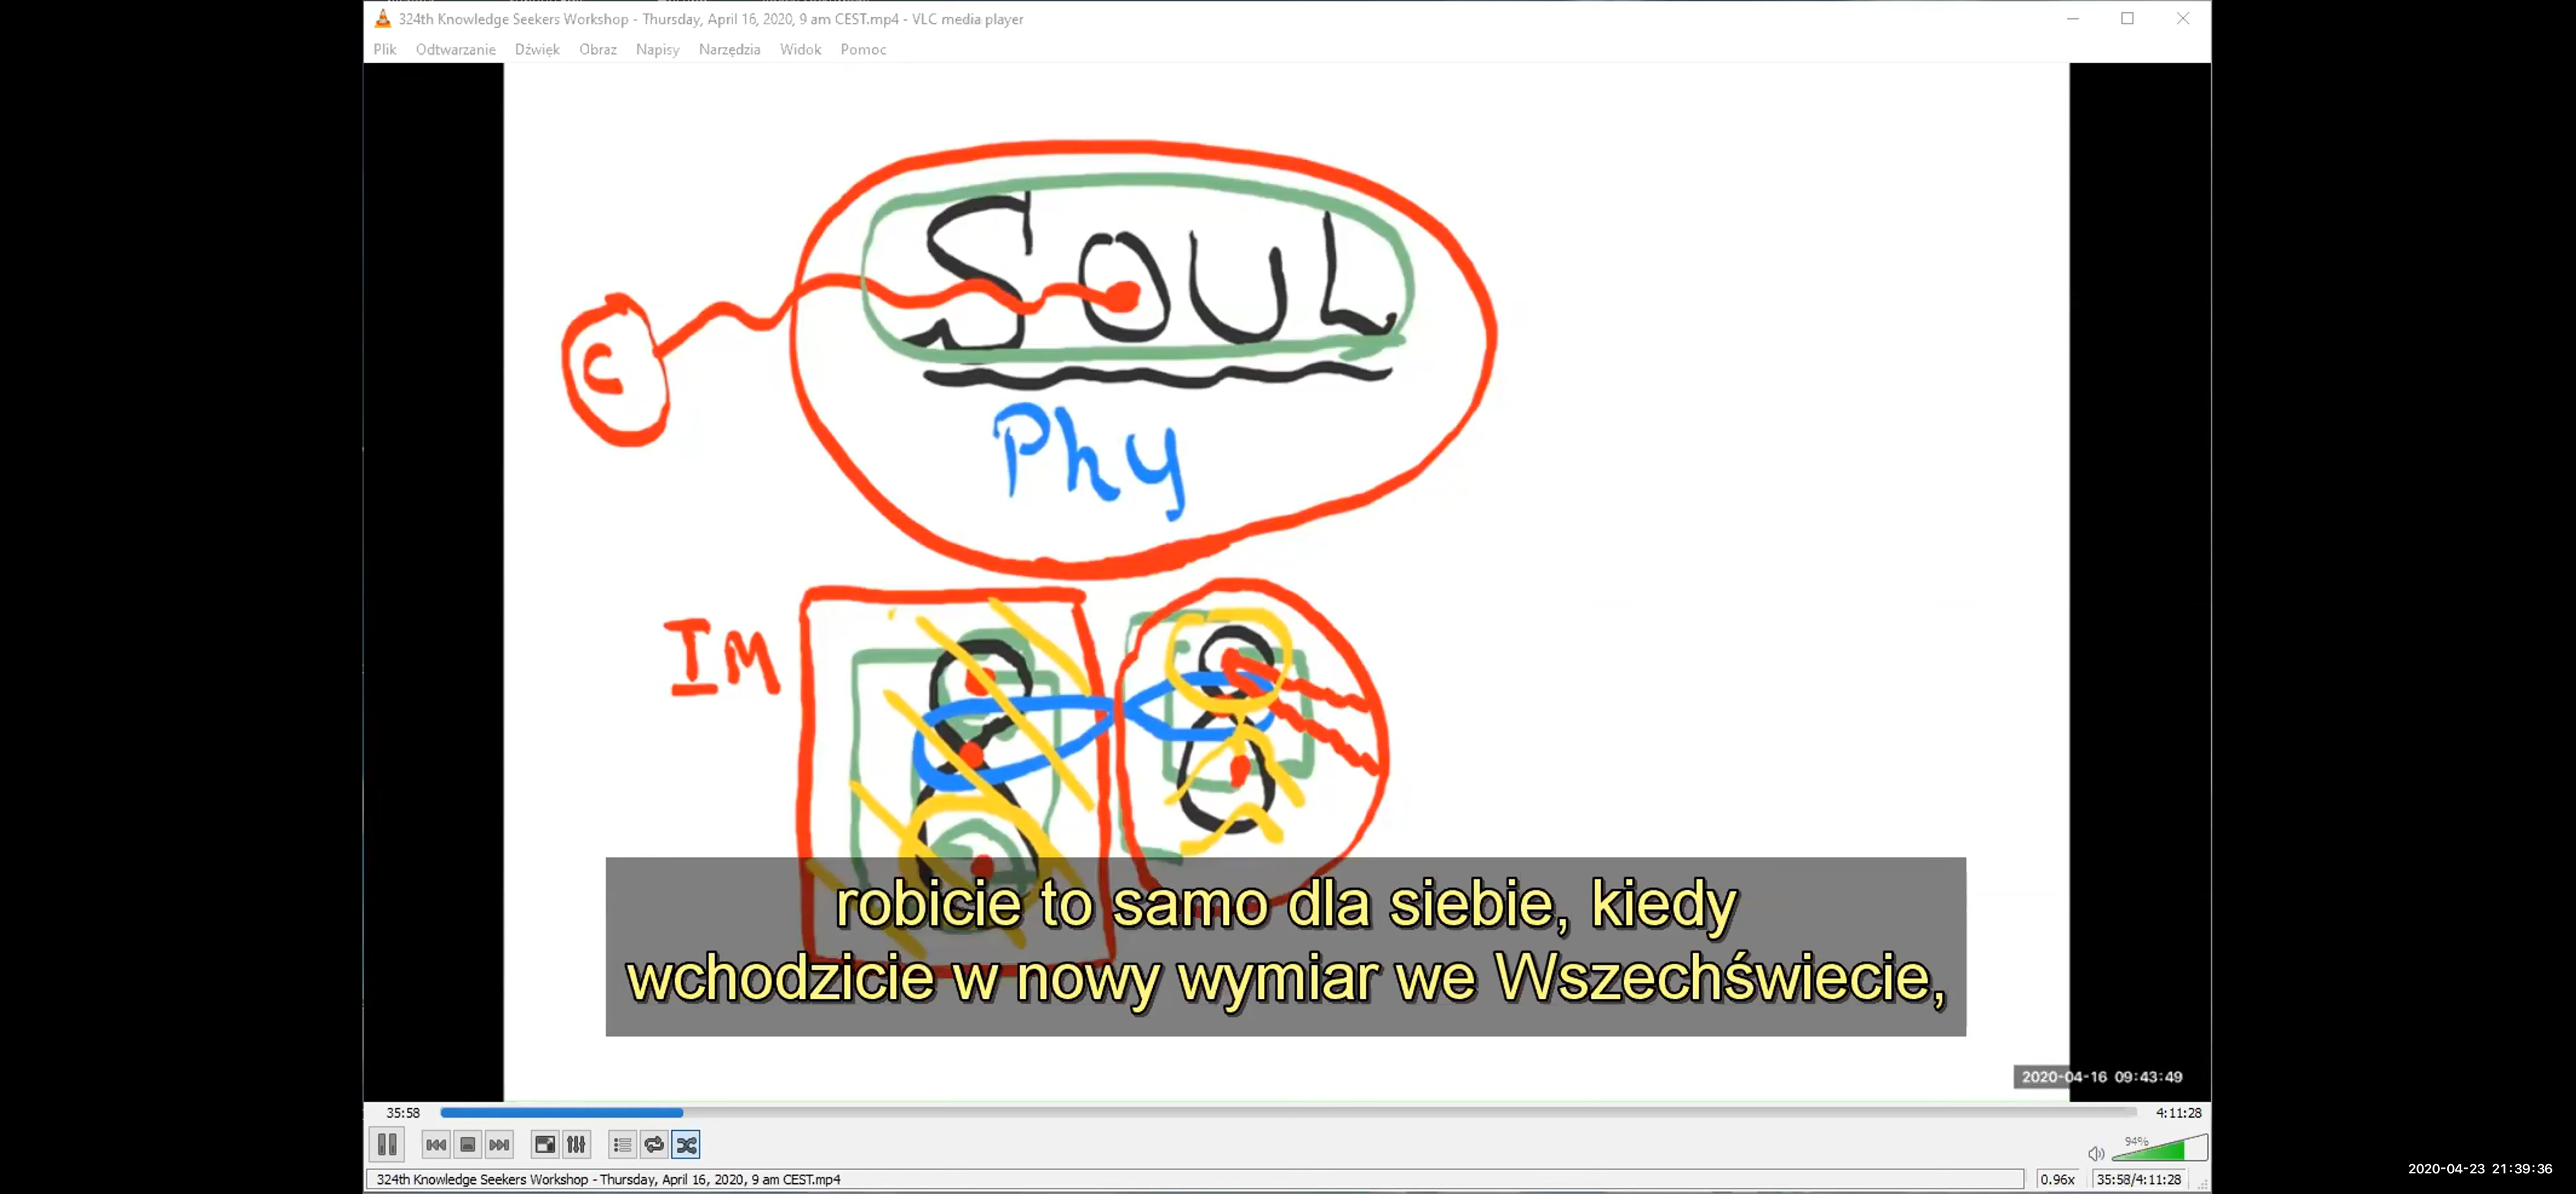 324th Knowledge Seekers Workshop - Thursday, April 16, 2020, 9 am CEST.mp4 - VLC media player
Plik Odtwarzanie Dźwięk Obraz Napisy Narzędzia Widok Pomoc
SOUL
C
Phy
IM
robicie to samo dla siebie, kiedy
wchodzicie w nowy wymiar we Wszechświecie,
2020-04-16 09:43:49
35:58 4:11:28
94%
324th Knowledge Seekers Workshop - Thursday, April 16, 2020, 9 am CEST.mp4 0.96x 35:58/4:11:28
2020-04-23 21:39:36